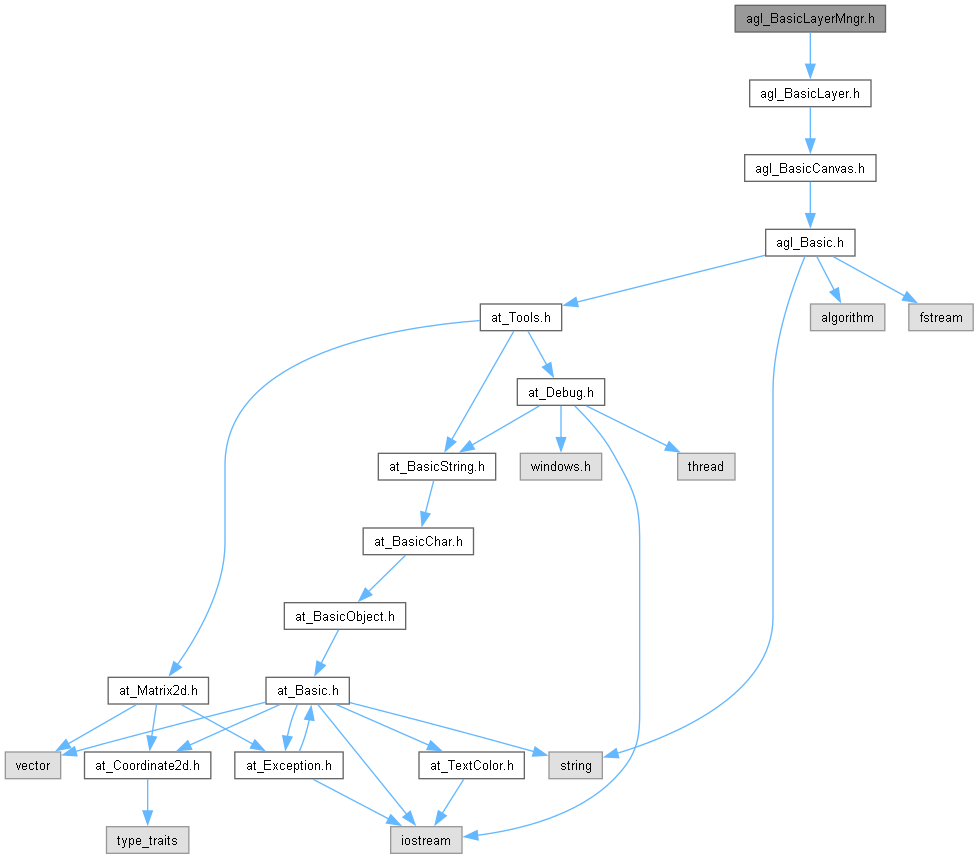 agl_BasicLayerMngr.h
agl_BasicLayer.h
agl_BasicCanvas.h
agl_Basic.h
at_Tools.h
algorithm
fstream
at_Debug.h
at_BasicString.h
windows.h
thread
at_BasicChar.h
at_BasicObject.h
at_Matrix2d.h
at_Basic.h
vector
at_Coordinate2d.h
at_Exception.h
at_TextColor.h
string
type_traits
iostream